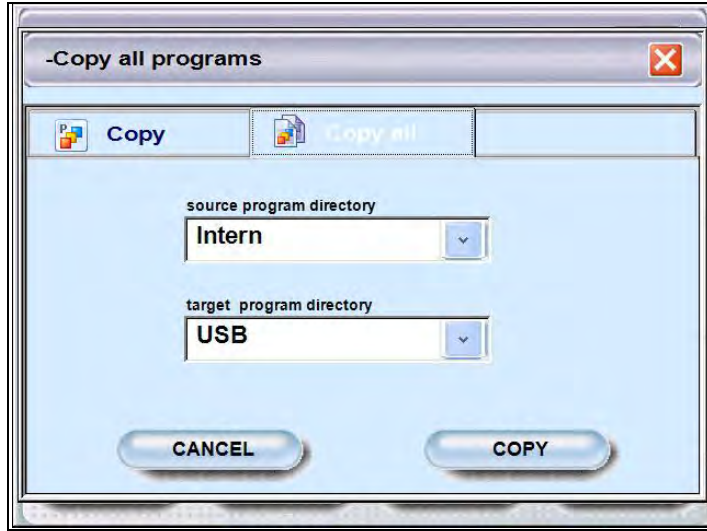 -Copy all programs
Copy Copy all
source program directory
Intern
target program directory
USB
CANCEL COPY